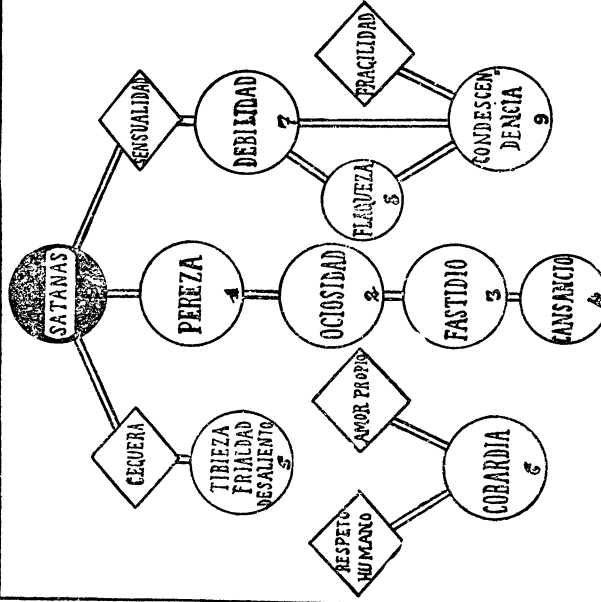 SATANAS
SENSUALIDAD
DEBILIDAD
7
FRAGILIDAD
FLAQUEZA
8
CONDESCEN-
DENCIA
9
PEREZA
1
OCIOSIDAD
2
FASTIDIO
3
CANSANCIO
4
CEGUERA
TIBIEZA
FRIALDAD
DESALIENTO
5
AMOR PROPIO
RESPETO
HUMANO
COBARDIA
6